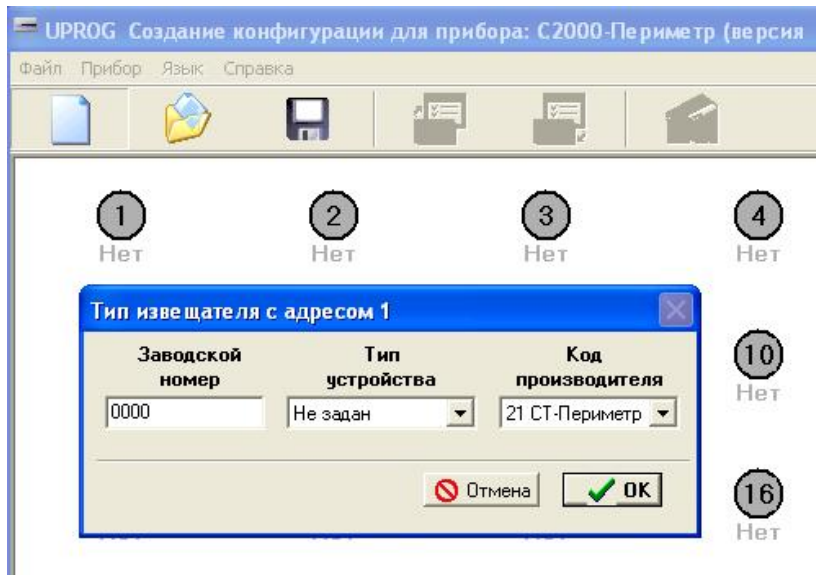 UPROG Создание конфигурации для прибора: С2000-Периметр (версия
Файл Прибор Язык Справка
1 2 3 4
Нет Нет Нет Нет
Тип извещателя с адресом 1
Заводской номер
Тип устройства
Код производителя
0000 Не задан 21 СТ-Периметр
Отмена ОК
10
Нет
16
Нет